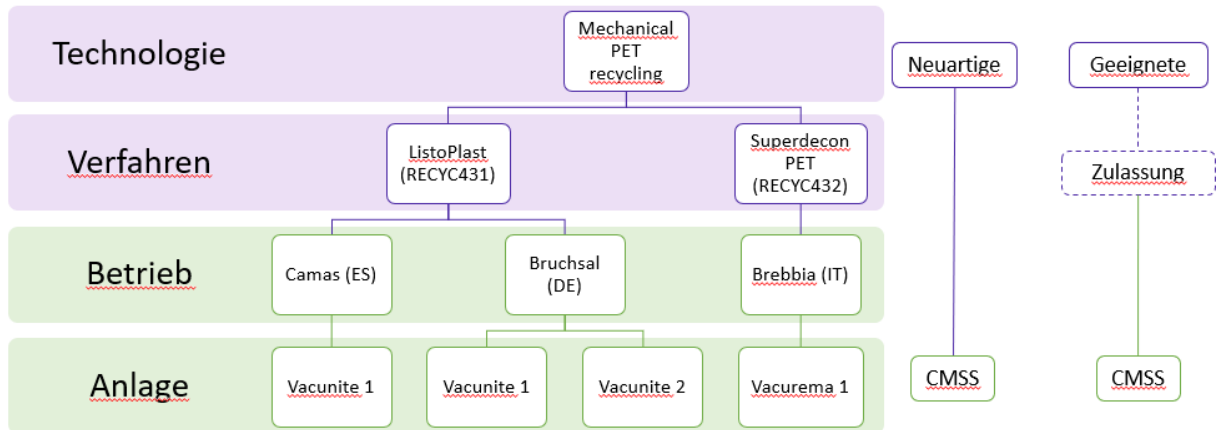 Technologie
Mechanical
PET
recycling
Neuartige
Geeignete
Verfahren
ListoPlast
(RECYC431)
Superdecon
PET
(RECYC432)
Zulassung
Betrieb
Camas (ES)
Bruchsal
(DE)
Brebbia (IT)
Anlage
Vacunite 1
Vacunite 1
Vacunite 2
Vacurema 1
CMSS
CMSS